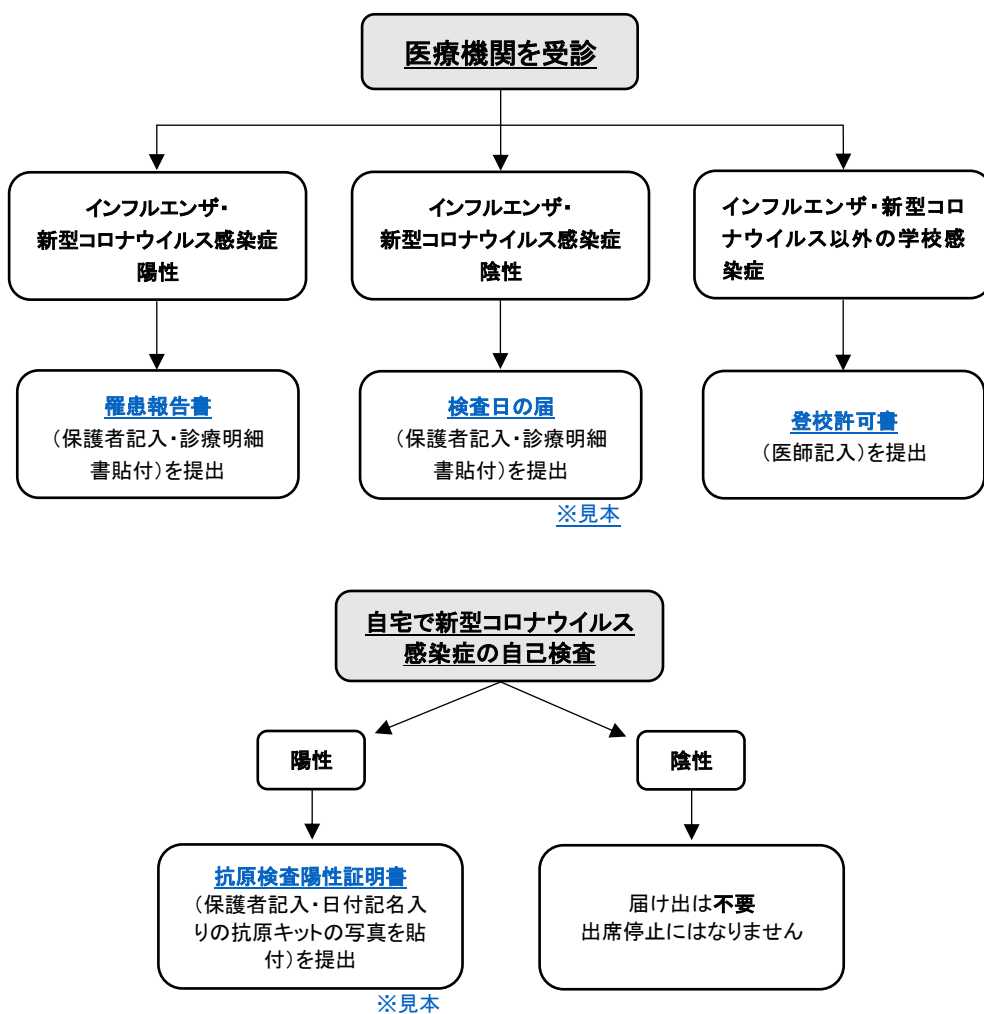 医療機関を受診
インフルエンザ・
新型コロナウイルス感染症
陽性
インフルエンザ・
新型コロナウイルス感染症
陰性
インフルエンザ・新型コロ
ナウイルス以外の学校感
染症
罹患報告書
（保護者記入・診療明細
書貼付）を提出
検査日の届
（保護者記入・診療明細
書貼付）を提出
※見本
登校許可書
（医師記入）を提出
自宅で新型コロナウイルス
感染症の自己検査
陽性
陰性
抗原検査陽性証明書
（保護者記入・日付記名入
りの抗原キットの写真を貼
付）を提出
※見本
届け出は不要
出席停止にはなりません